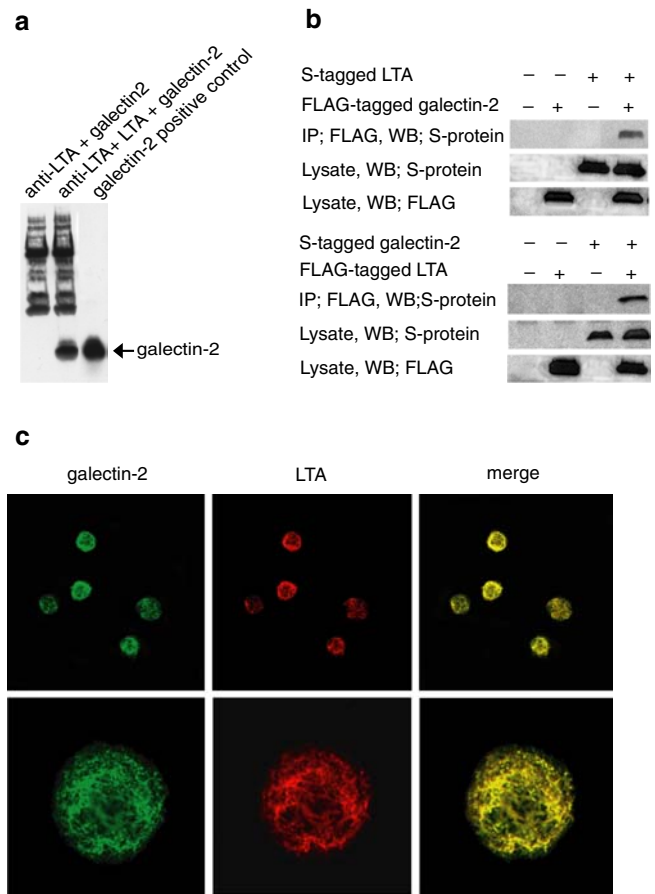 a
anti-LTA + galectin2
anti-LTA+ LTA + galectin-2
galectin-2 positive control
galectin-2
b
S-tagged LTA − − + +
FLAG-tagged galectin-2 − + − +
IP; FLAG, WB; S-protein
Lysate, WB; S-protein
Lysate, WB; FLAG
S-tagged galectin-2 − − + +
FLAG-tagged LTA − + − +
IP; FLAG, WB;S-protein
Lysate, WB; S-protein
Lysate, WB; FLAG
c
galectin-2 LTA merge